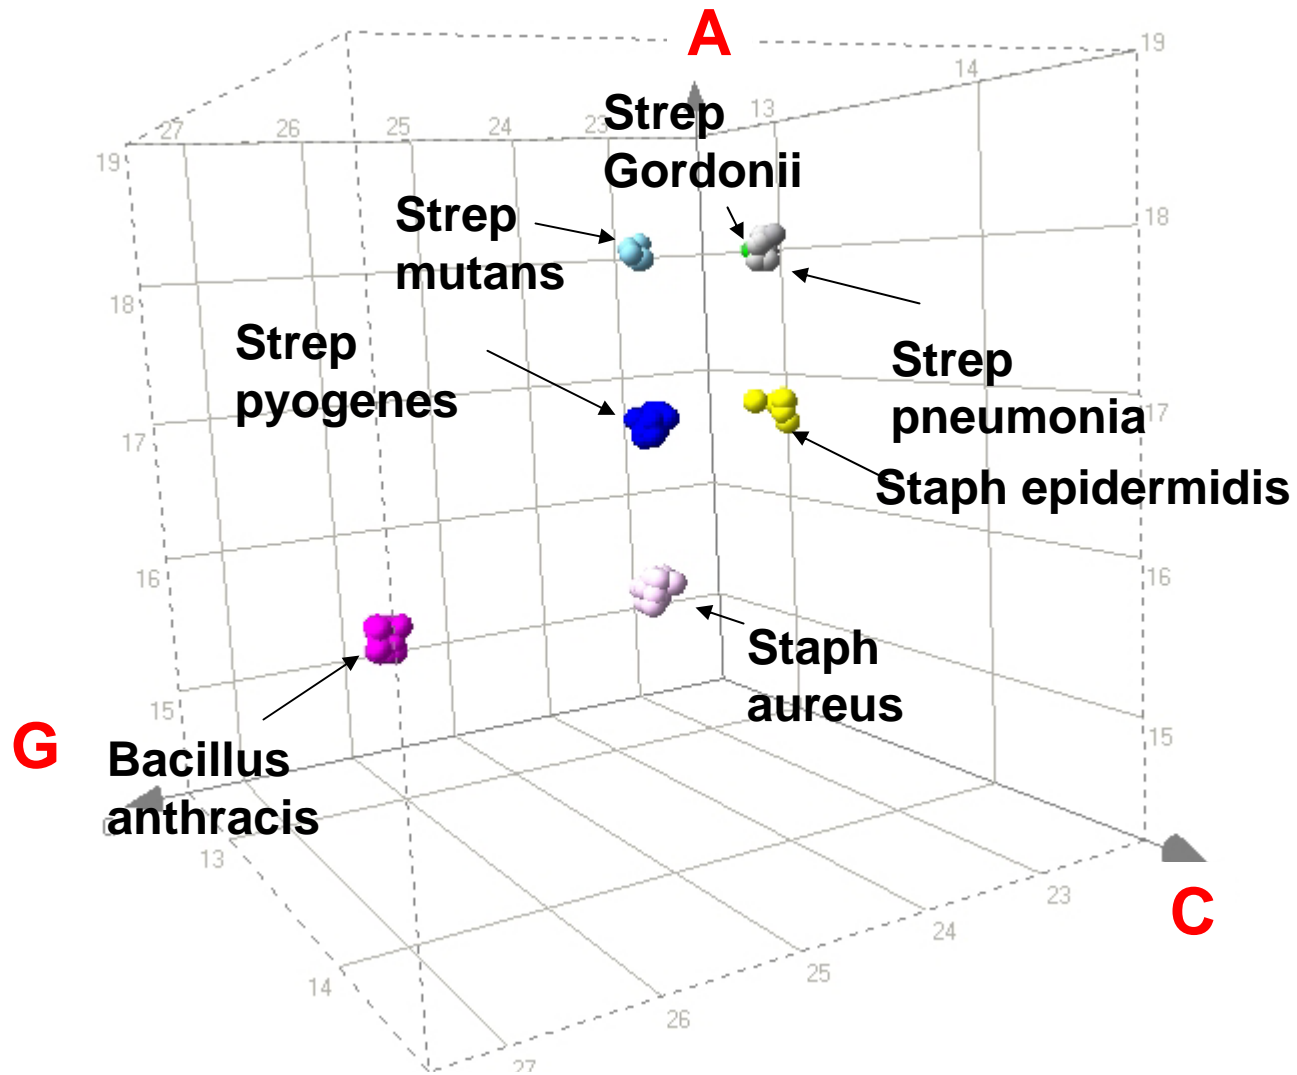 A
19
14
13
27
26
25
24
23
19
Strep
Gordonii
Strep
mutans
18
18
Strep
pyogenes
Strep
pneumonia
17
17
Staph epidermidis
16
16
Staph
aureus
15
15
G
Bacillus
anthracis
13
C
23
24
14
25
26
27